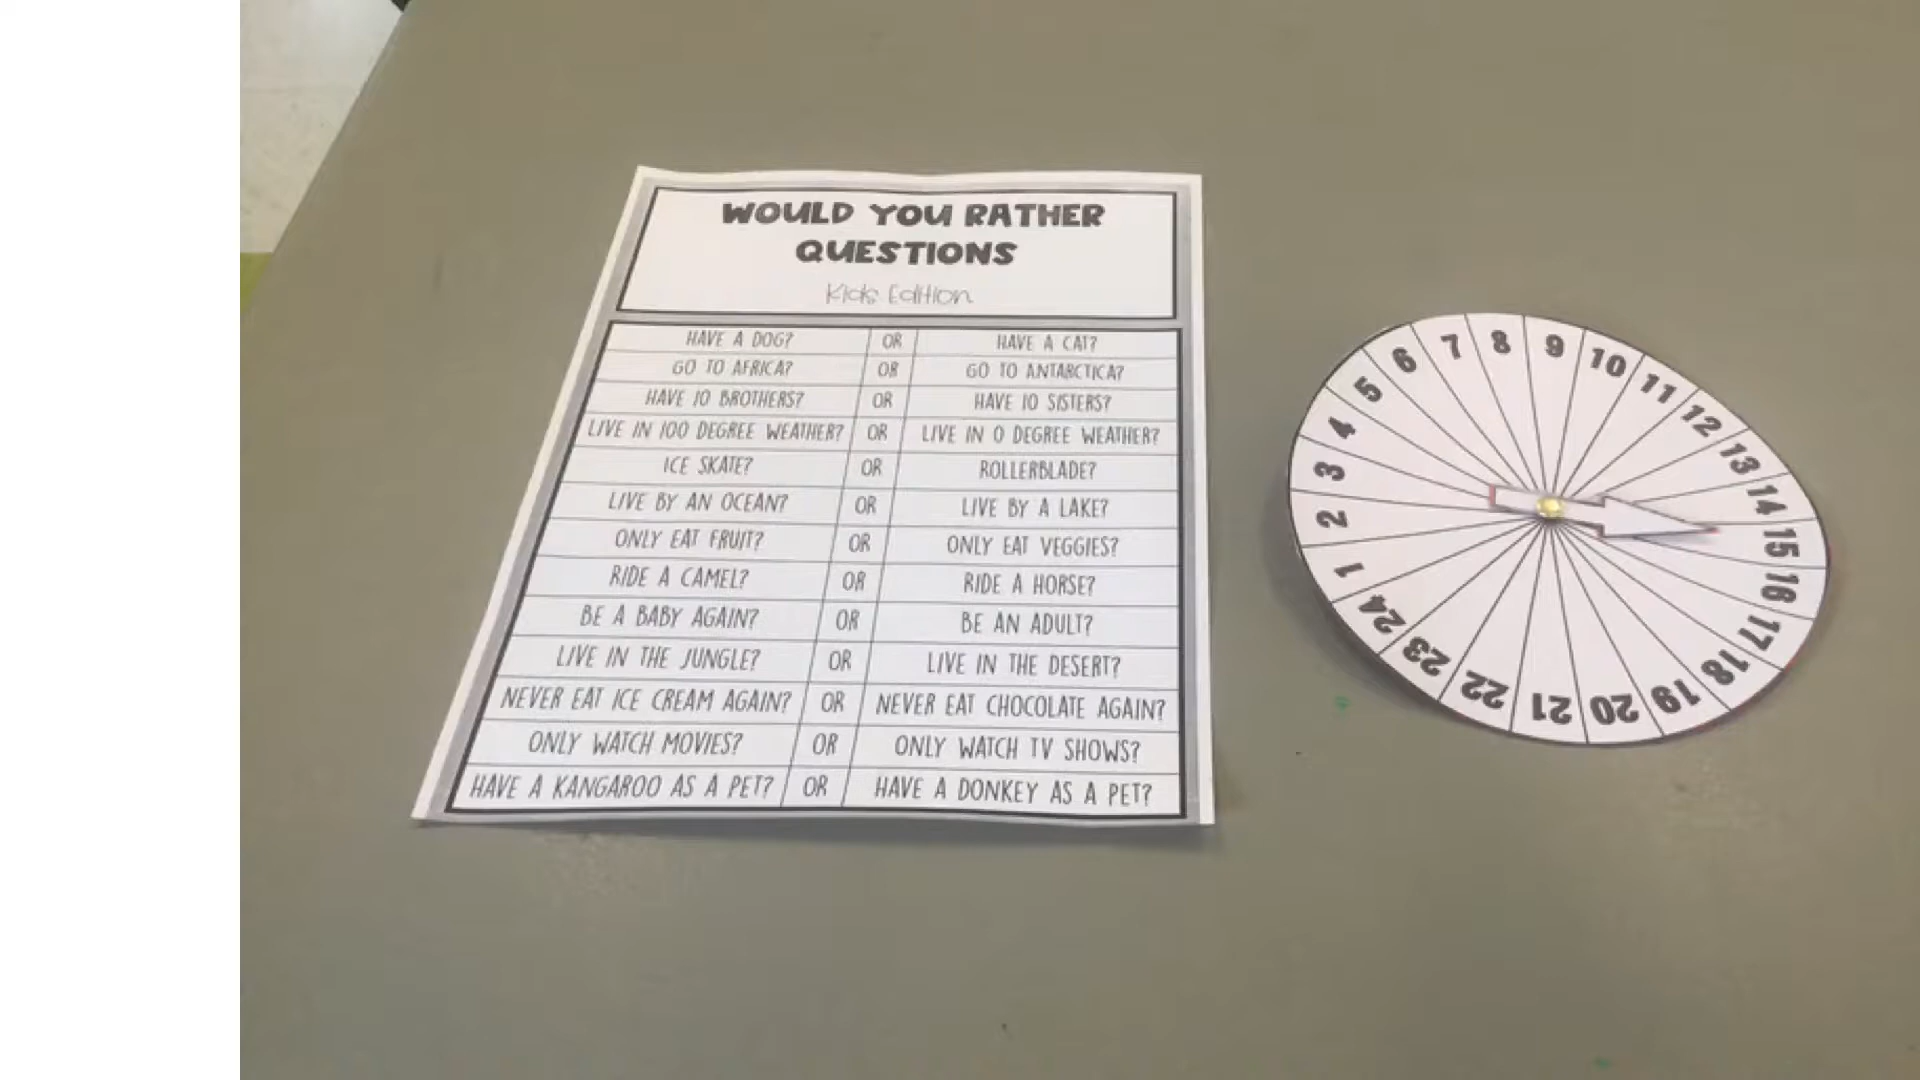 WOULD YOU RATHER
QUESTIONS
Kids Edition
HAVE A DOG? OR HAVE A CAT?
GO TO AFRICA? OR GO TO ANTARCTICA?
HAVE 10 BROTHERS? OR HAVE 10 SISTERS?
LIVE IN 100 DEGREE WEATHER? OR LIVE IN 0 DEGREE WEATHER?
ICE SKATE? OR ROLLERBLADE?
LIVE BY AN OCEAN? OR LIVE BY A LAKE?
ONLY EAT FRUIT? OR ONLY EAT VEGGIES?
RIDE A CAMEL? OR RIDE A HORSE?
BE A BABY AGAIN? OR BE AN ADULT?
LIVE IN THE JUNGLE? OR LIVE IN THE DESERT?
NEVER EAT ICE CREAM AGAIN? OR NEVER EAT CHOCOLATE AGAIN?
ONLY WATCH MOVIES? OR ONLY WATCH TV SHOWS?
HAVE A KANGAROO AS A PET? OR HAVE A DONKEY AS A PET?
1
2
3
4
5
6
7
8
9
10
11
12
13
14
15
16
17
18
19
20
21
22
23
24